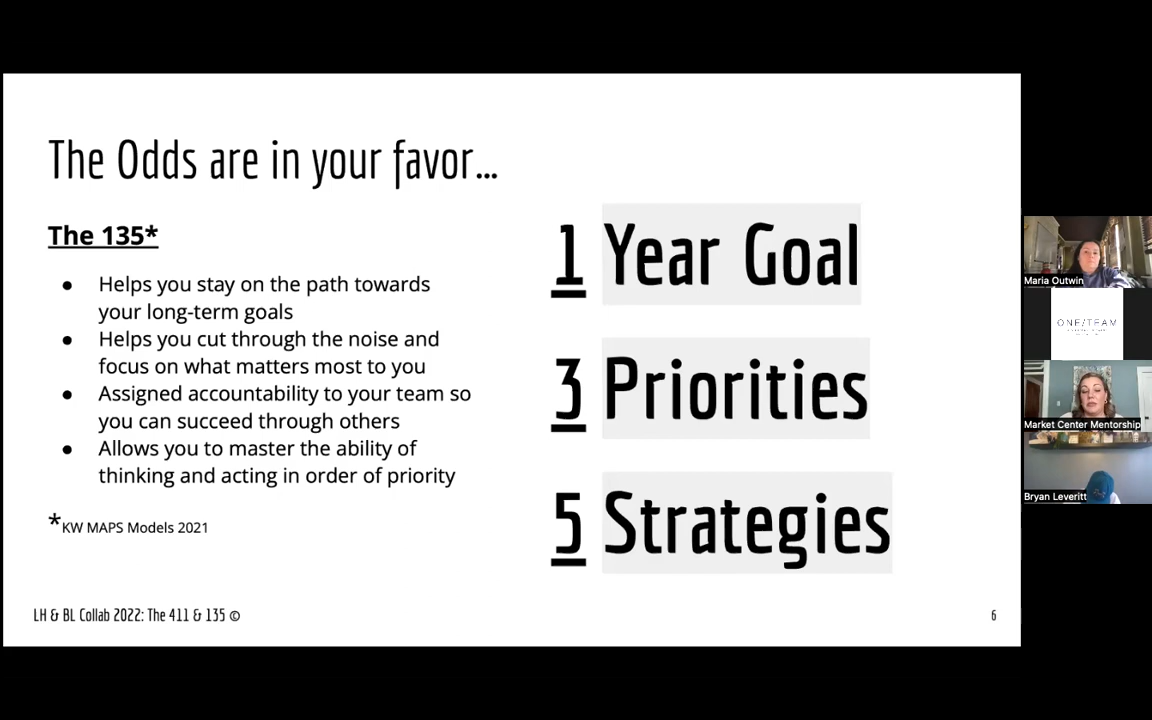 The Odds are in your favor...
The 135*
● Helps you stay on the path towards
your long-term goals
● Helps you cut through the noise and
focus on what matters most to you
● Assigned accountability to your team so
you can succeed through others
● Allows you to master the ability of
thinking and acting in order of priority
*KW MAPS Models 2021
1 Year Goal
3 Priorities
5 Strategies
LH & BL Collab 2022: The 411 & 135 ©
6
Maria Outwin
ONE/TEAM
Market Center Mentorship
Bryan Leveritt